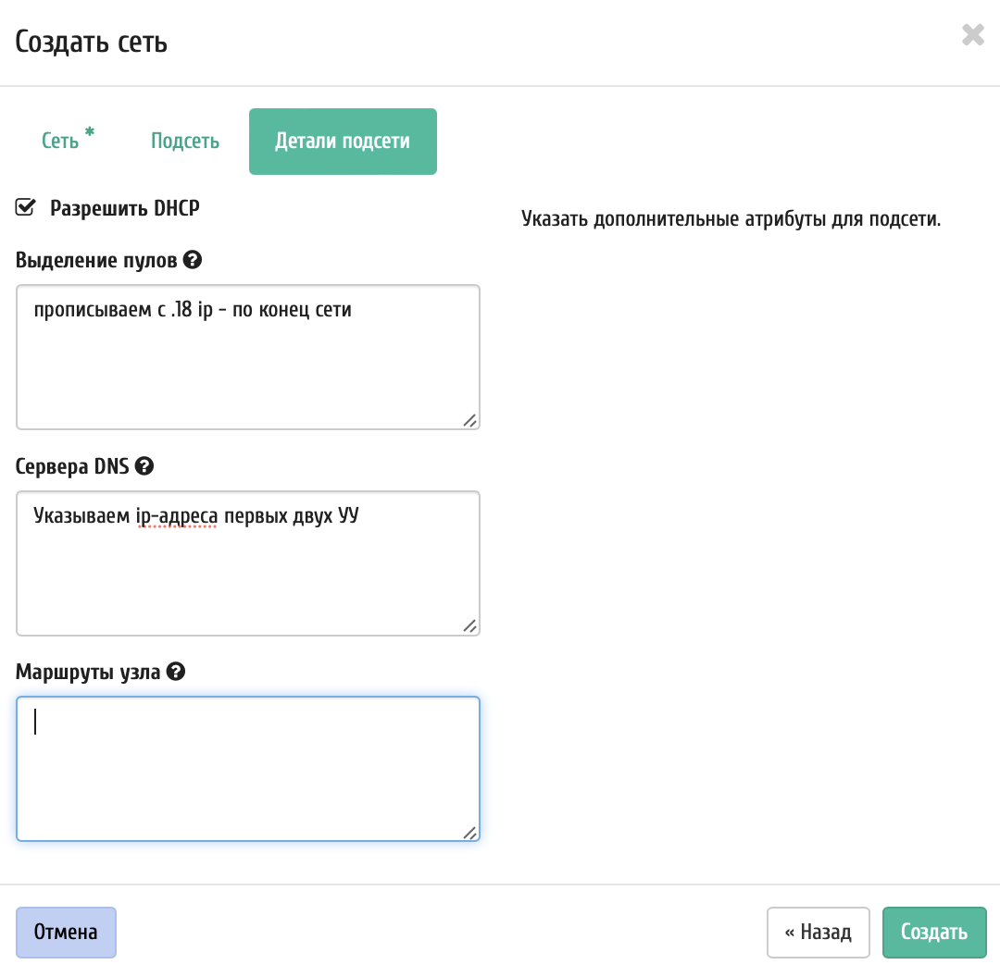 Создать сеть
Сеть *
Подсеть
Детали подсети
Разрешить DHCP
Указать дополнительные атрибуты для подсети.
Выделение пулов
прописываем с .18 ip - по конец сети
Сервера DNS
Указываем ip-адреса первых двух УУ
Маршруты узла
Отмена
« Назад
Создать